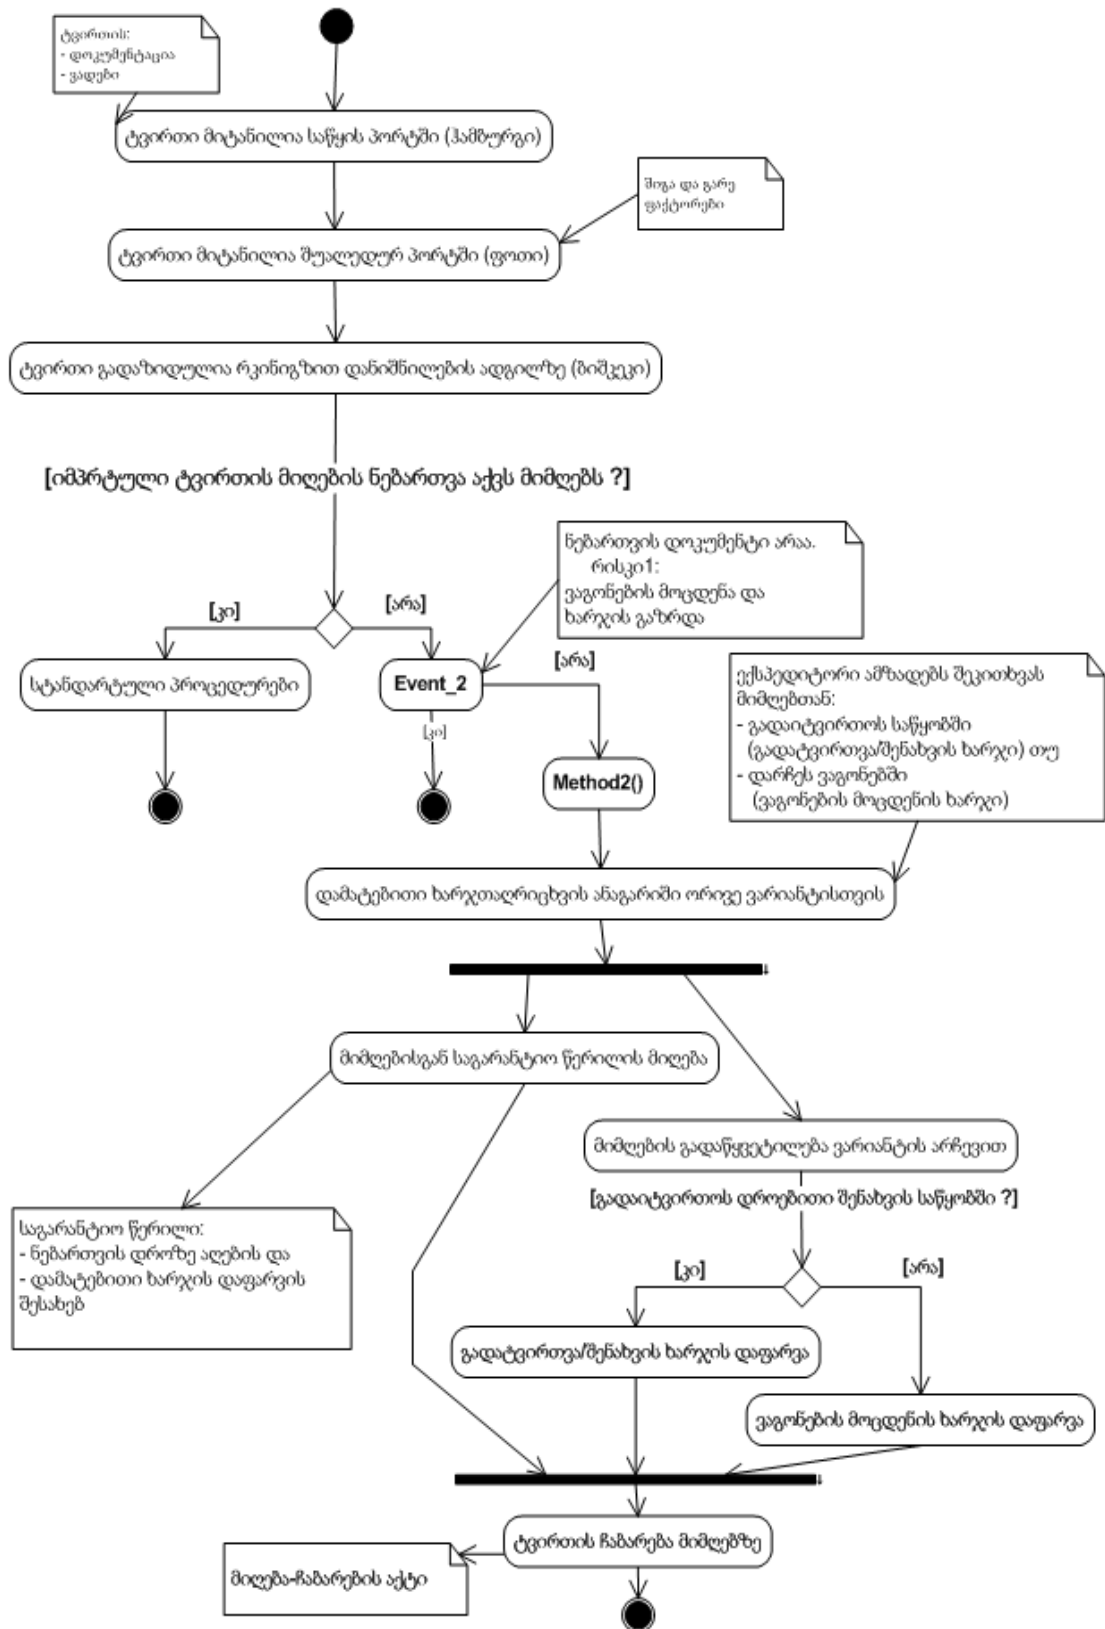 ტვირთის:
- დოკუმენტაცია
- ვადები
ტვირთი მიტანილია საწყის პორტში (ჰამბურგი)
შიგა და გარე
ფაქტორები
ტვირთი მიტანილია შუალედურ პორტში (ფოთი)
ტვირთი გადაზიდულია რკინიგზით დანიშნილების ადგილზე (ბიშკეკი)
[იმპრტული ტვირთის მიღების ნებართვა აქვს მიმღებს ?]
ნებართვის დოკუმენტი არაა.
რისკი1:
ვაგონების მოცდენა და
ხარჯის გაზრდა
[კი]
[არა]
სტანდარტული პროცედურები
Event_2
[არა]
[კი]
Method2()
ექსპედიტორი ამზადებს შეკითხვას
მიმღებთან:
- გადაიტვირთოს საწყობში
(გადატვირთვა/შენახვის ხარჯი) თუ
- დარჩეს ვაგონებში
(ვაგონების მოცდენის ხარჯი)
დამატებითი ხარჯთაღრიცხვის ანაგარიში ორივე ვარიანტისთვის
მიმღებისგან საგარანტიო წერილის მიღება
მიმღების გადაწყვეტილება ვარიანტის არჩევით
[გადაიტვირთოს დროებითი შენახვის საწყობში ?]
საგარანტიო წერილი:
- ნებართვის დროზე აღების და
- დამატებითი ხარჯის დაფარვის
შესახებ
[კი]
[არა]
გადატვირთვა/შენახვის ხარჯის დაფარვა
ვაგონების მოცდენის ხარჯის დაფარვა
ტვირთის ჩაბარება მიმღებზე
მიღება-ჩაბარების აქტი